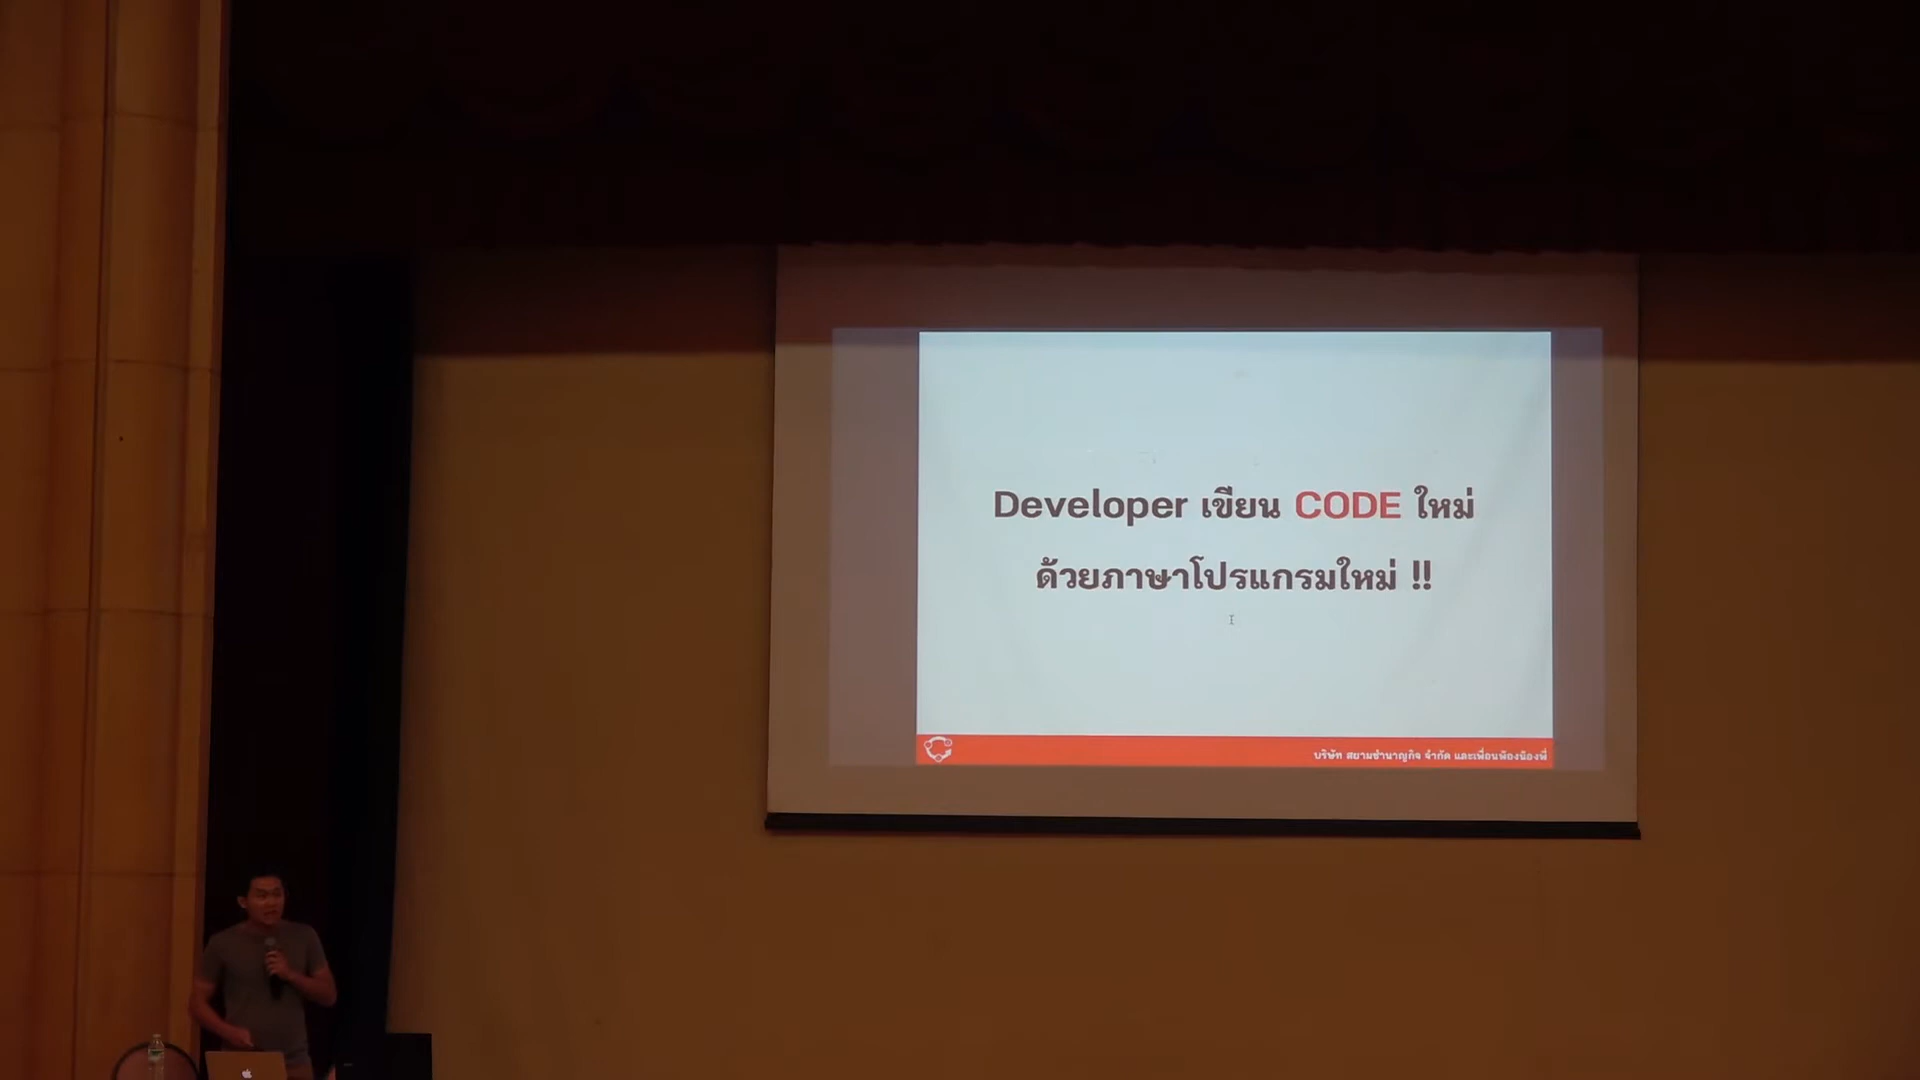 Developer เขียน CODE ใหม่
ด้วยภาษาโปรแกรมใหม่ !!
บริษัท สยามชำนาญกิจ จำกัด และเพื่อนพ้องน้องพี่